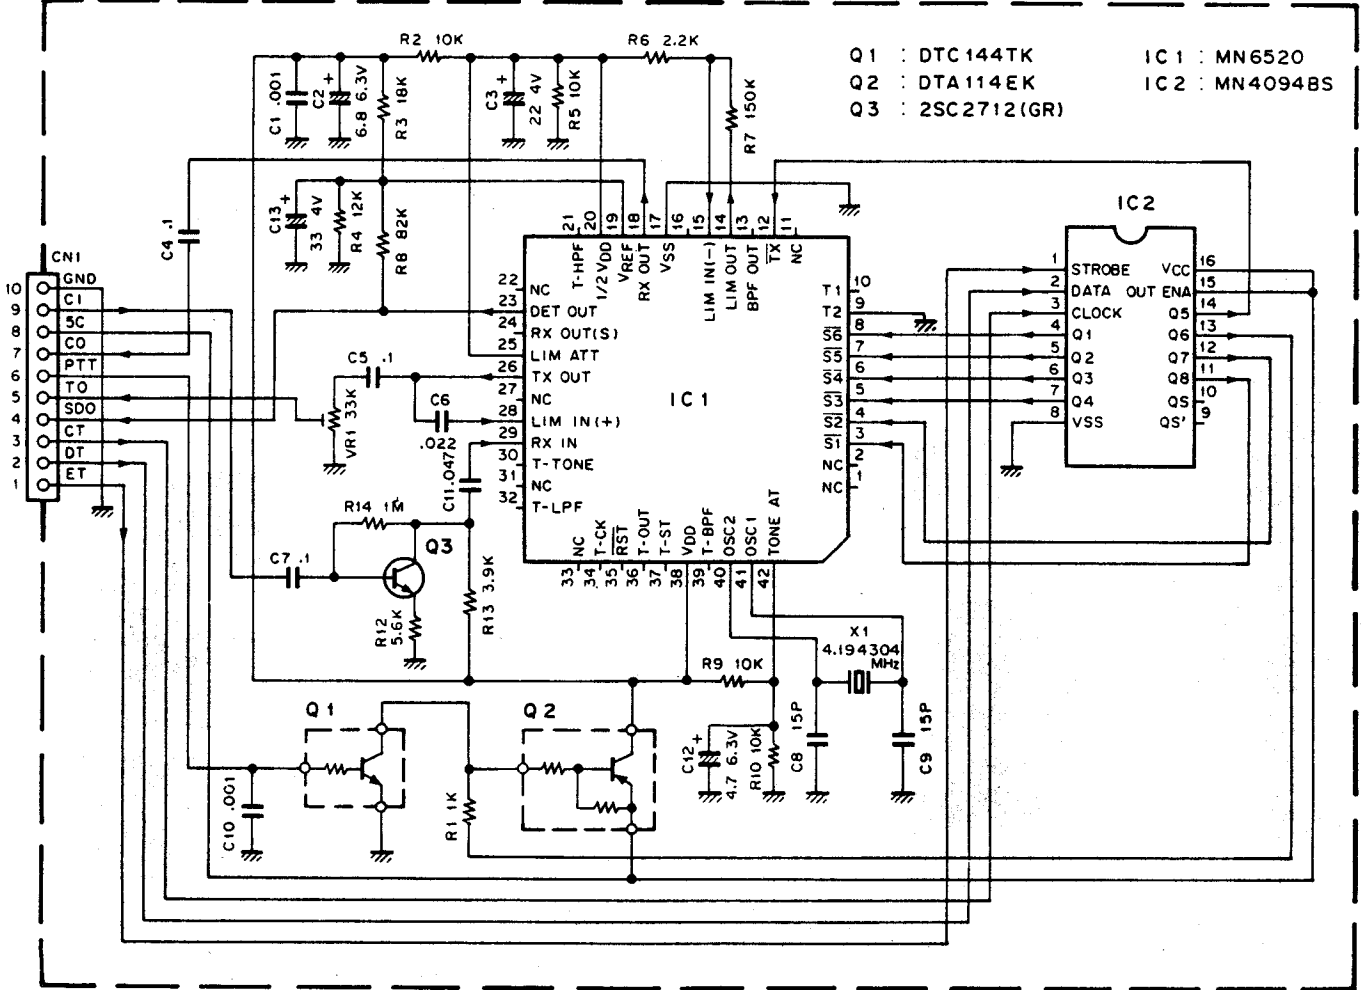 R2 10K
R6 2.2K
Q1 : DTC144TK
Q2 : DTA114EK
Q3 : 2SC2712(GR)
IC1 : MN6520
IC2 : MN4094BS
C1 .001
C2 + 6.8 6.3V
R3 18K
C3 + 22 4V
R5 10K
R7 150K
C4 .1
C13 + 33 4V
R4 12K
R8 82K
CN1
10 GND
9 CI
8 5C
7 CO
6 PTT
5 TO
4 SDO
3 CT
2 DT
1 ET
21 T-HPF
20 1/2VDD
19 VREF
18 RX OUT
17 VSS
16
15 LIM IN(-)
14 LIM OUT
13 BPF OUT
12 TX
11 NC
22 NC
23 DET OUT
24 RX OUT(S)
25 LIM ATT
26 TX OUT
27 NC
28 LIM IN(+)
29 RX IN
30 T-TONE
31 NC
32 T-LPF
IC1
T1 10
T2 9
S6 8
S5 7
S4 6
S3 5
S2 4
S1 3
NC 2
NC 1
33 NC
34 T-CK
35 RST
36 T-OUT
37 T-ST
38 VDD
39 T-BPF
40 OSC2
41 OSC1
42 TONE AT
IC2
1 STROBE
2 DATA
3 CLOCK
4 Q1
5 Q2
6 Q3
7 Q4
8 VSS
VCC 16
OUT ENA 15
Q5 14
Q6 13
Q7 12
Q8 11
QS 10
QS' 9
C5 .1
VR1 33K
C6
.022
C11 .047
R14 1M
Q3
C7 .1
R12
5.6K
R13 3.9K
X1
4.194304
MHz
R9 10K
C12 + 4.7 6.3V
R10 10K
C8 15P
C9 15P
Q1
Q2
C10 .001
R1 1K